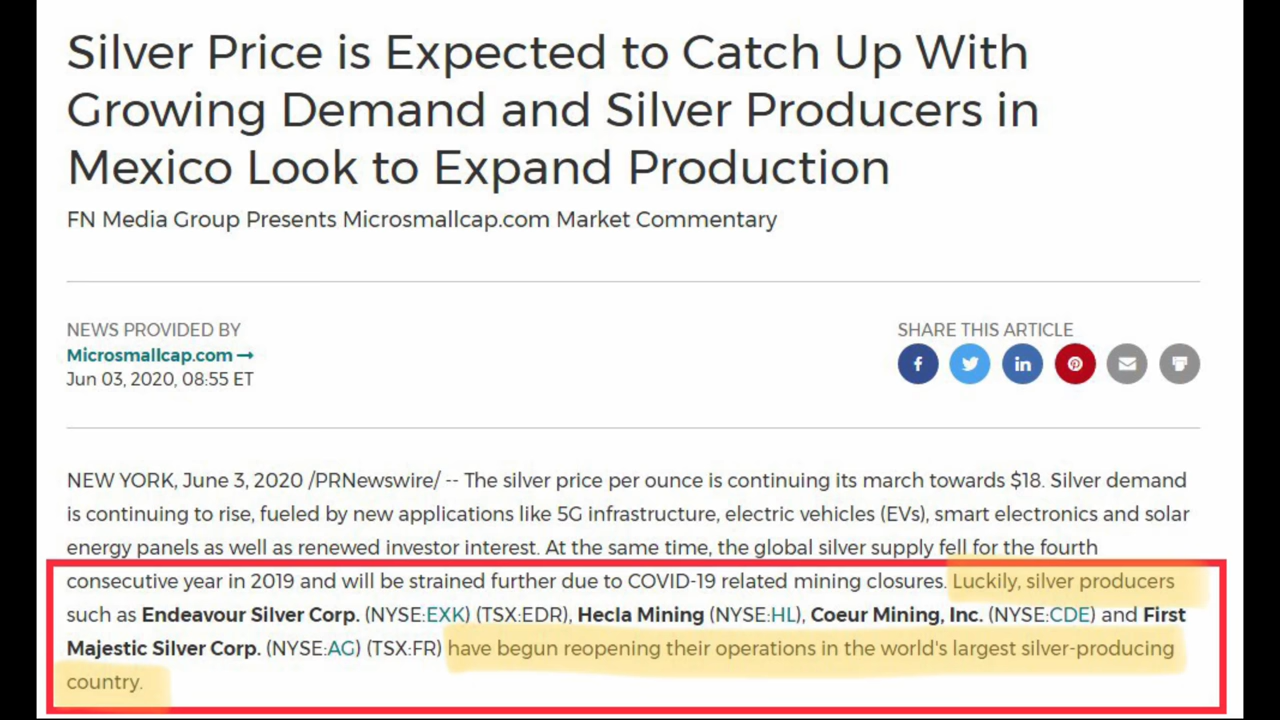 Silver Price is Expected to Catch Up With
Growing Demand and Silver Producers in
Mexico Look to Expand Production
FN Media Group Presents Microsmallcap.com Market Commentary
NEWS PROVIDED BY
Microsmallcap.com →
Jun 03, 2020, 08:55 ET
SHARE THIS ARTICLE
NEW YORK, June 3, 2020 /PRNewswire/ -- The silver price per ounce is continuing its march towards $18. Silver demand
is continuing to rise, fueled by new applications like 5G infrastructure, electric vehicles (EVs), smart electronics and solar
energy panels as well as renewed investor interest. At the same time, the global silver supply fell for the fourth
consecutive year in 2019 and will be strained further due to COVID-19 related mining closures. Luckily, silver producers
such as Endeavour Silver Corp. (NYSE:EXK) (TSX:EDR), Hecla Mining (NYSE:HL), Coeur Mining, Inc. (NYSE:CDE) and First
Majestic Silver Corp. (NYSE:AG) (TSX:FR) have begun reopening their operations in the world's largest silver-producing
country.